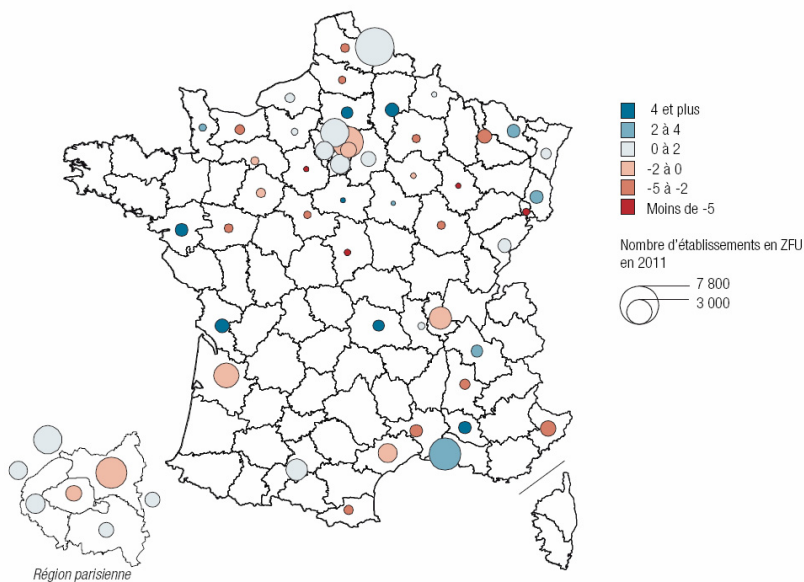 4 et plus
2 à 4
0 à 2
-2 à 0
-5 à -2
Moins de -5
Nombre d'établissements en ZFU
en 2011
7 800
3 000
Région parisienne